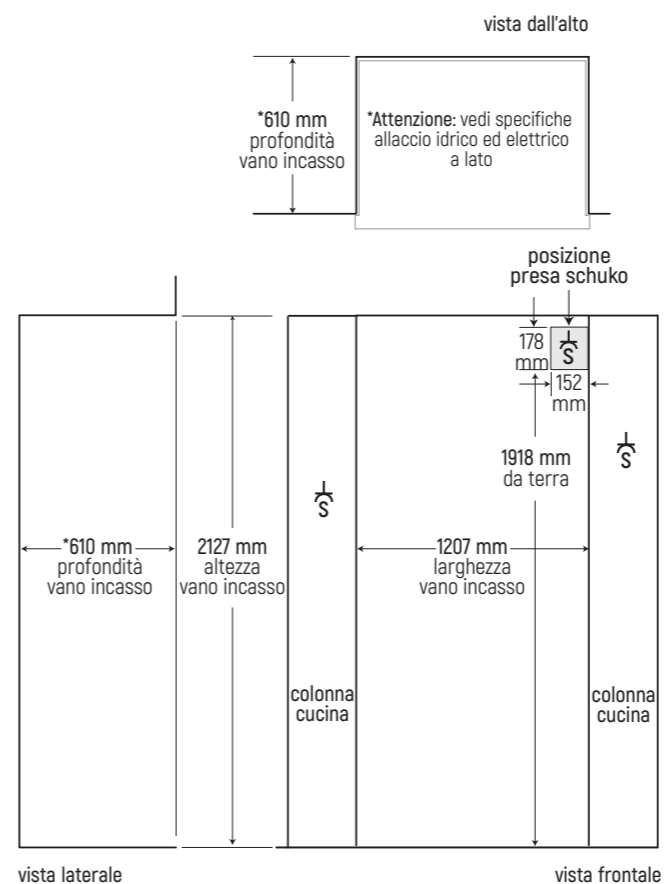 vista dall'alto
*610 mm
profondità
vano incasso
*Attenzione: vedi specifiche
allaccio idrico ed elettrico
a lato
posizione
presa schuko
178
mm
S
152
mm
1918 mm
da terra
S
S
*610 mm
profondità
vano incasso
2127 mm
altezza
vano incasso
1207 mm
larghezza
vano incasso
colonna
cucina
colonna
cucina
vista laterale
vista frontale